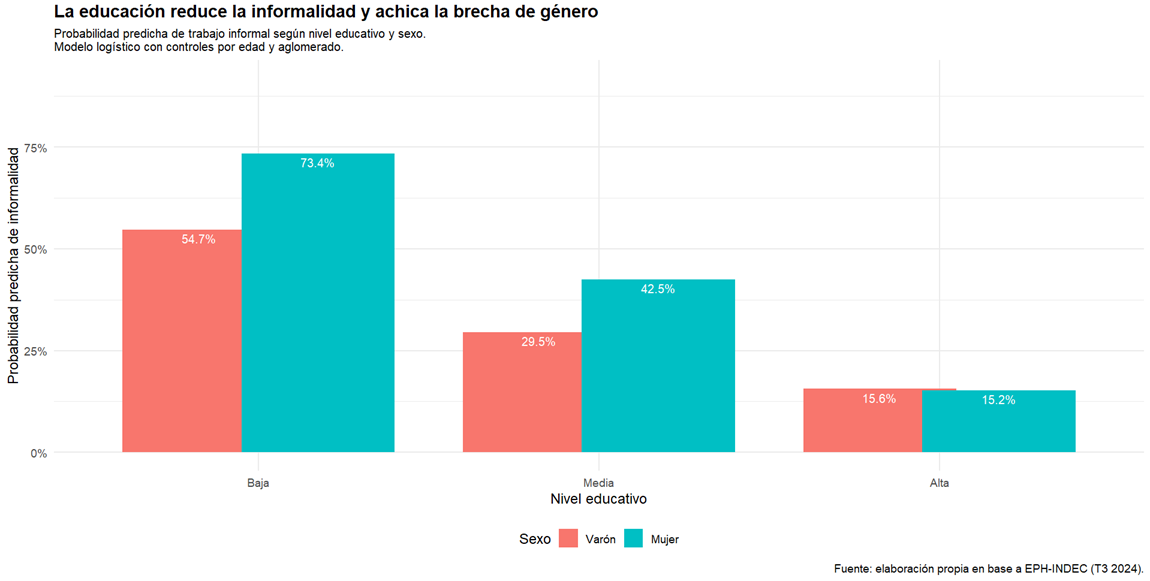 La educación reduce la informalidad y achica la brecha de género
Probabilidad predicha de trabajo informal según nivel educativo y sexo.
Modelo logístico con controles por edad y aglomerado.
Probabilidad predicha de informalidad
75%
50%
25%
0%
73.4%
54.7%
42.5%
29.5%
15.6%
15.2%
Baja
Media
Alta
Nivel educativo
Sexo
Varón
Mujer
Fuente: elaboración propia en base a EPH-INDEC (T3 2024).